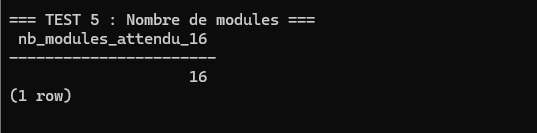 === TEST 5 : Nombre de modules ===
 nb_modules_attendu_16
-----------------------
                    16
(1 row)